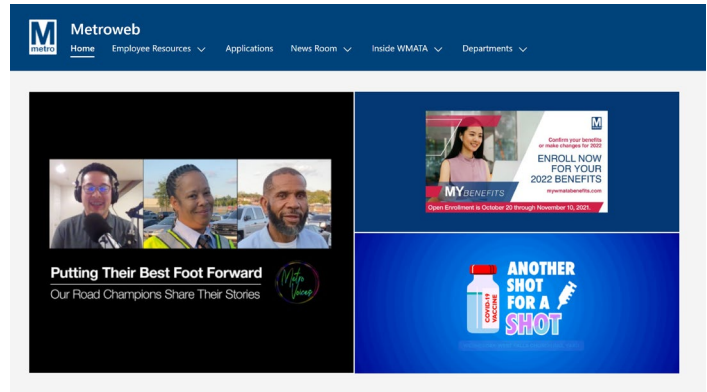 M
metro
Metroweb
Home Employee Resources Applications News Room Inside WMATA Departments
Putting Their Best Foot Forward
Our Road Champions Share Their Stories
Metro
Voices
M
Confirm your benefits
or make changes for 2022
ENROLL NOW
FOR YOUR
2022 BENEFITS
mywmatabenefits.com
MYBENEFITS
Open Enrollment is October 20 through November 10, 2021.
COVID-19
VACCINE
ANOTHER
SHOT
FOR A
SHOT